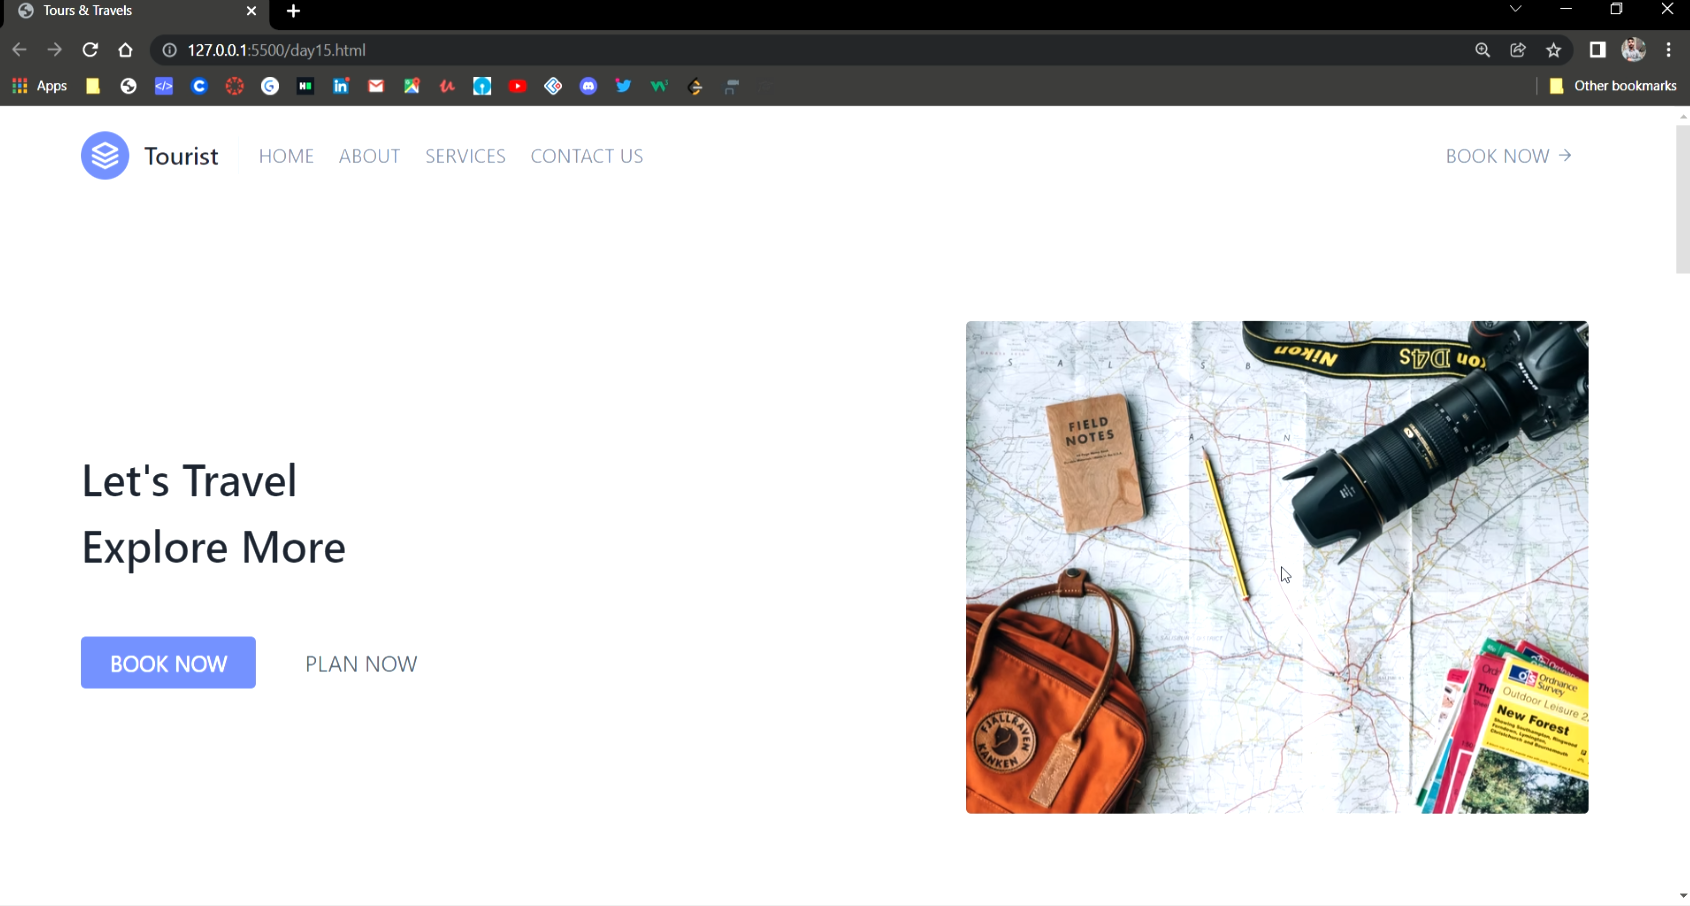 Tours & Travels
127.0.0.1:5500/day15.html
Apps
Other bookmarks
Tourist
HOME
ABOUT
SERVICES
CONTACT US
BOOK NOW →
Let's Travel
Explore More
BOOK NOW
PLAN NOW
Nikon
D4S
FIELD
NOTES
S A L I S B
A I N
FJÄLLRÄVEN
KÅNKEN
Ordnance
Survey
Outdoor Leisure
New Forest